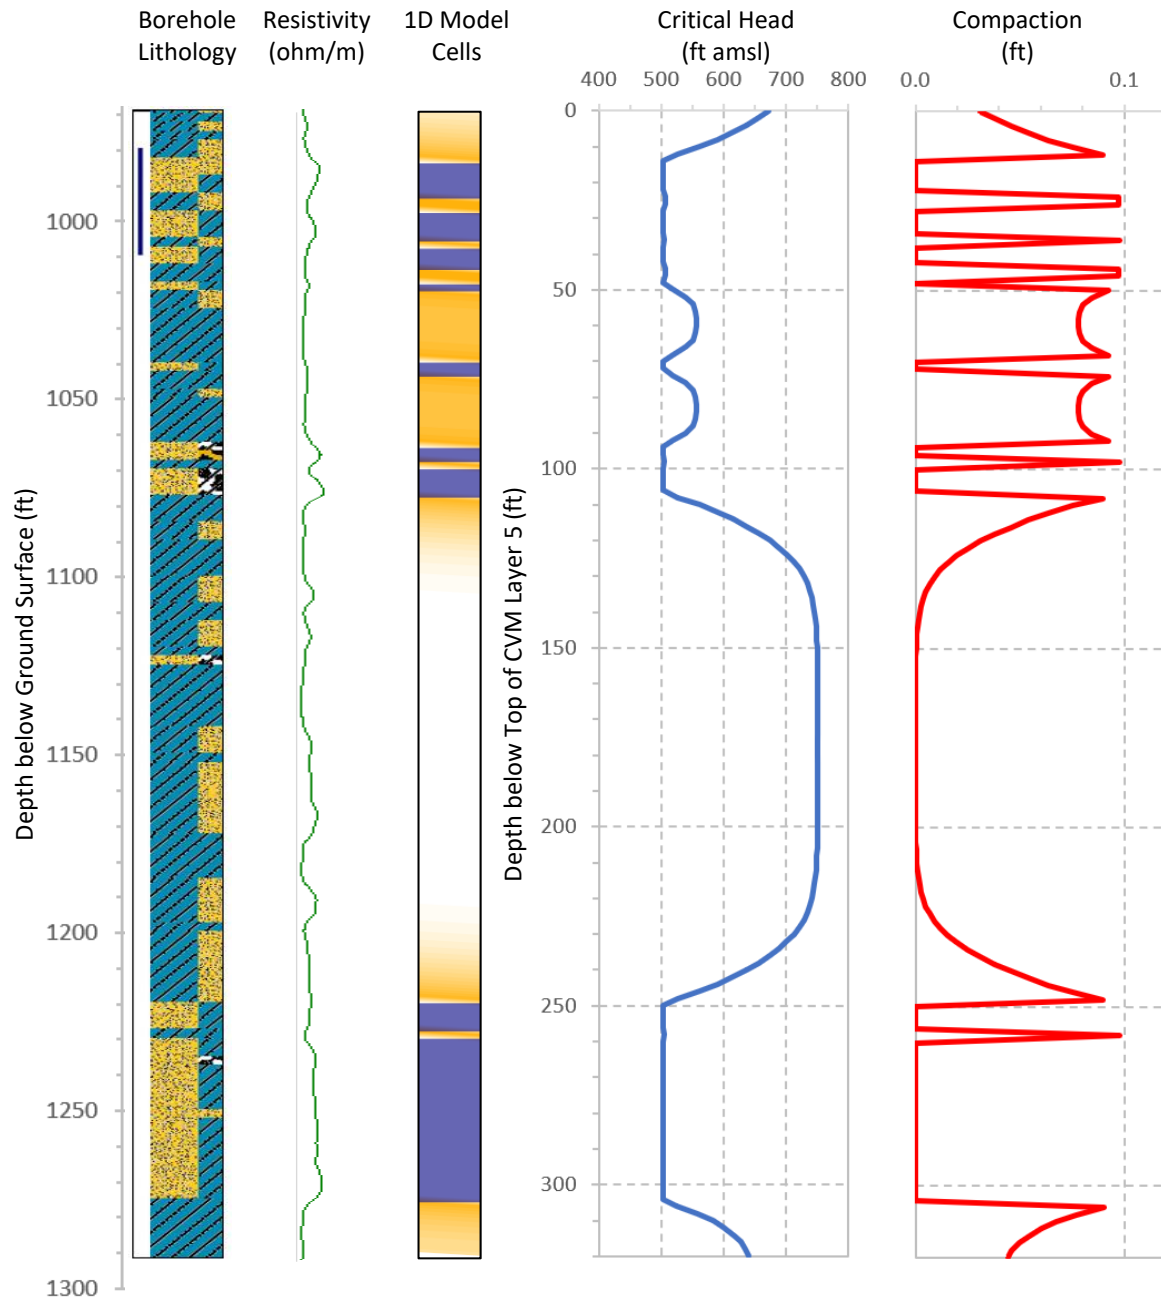 Borehole Lithology
Resistivity (ohm/m)
1D Model Cells
Critical Head (ft amsl)
Compaction (ft)
400 500 600 700 800
0.0 0.1
Depth below Ground Surface (ft)
1000
1050
1100
1150
1200
1250
1300
Depth below Top of CVM Layer 5 (ft)
0
50
100
150
200
250
300